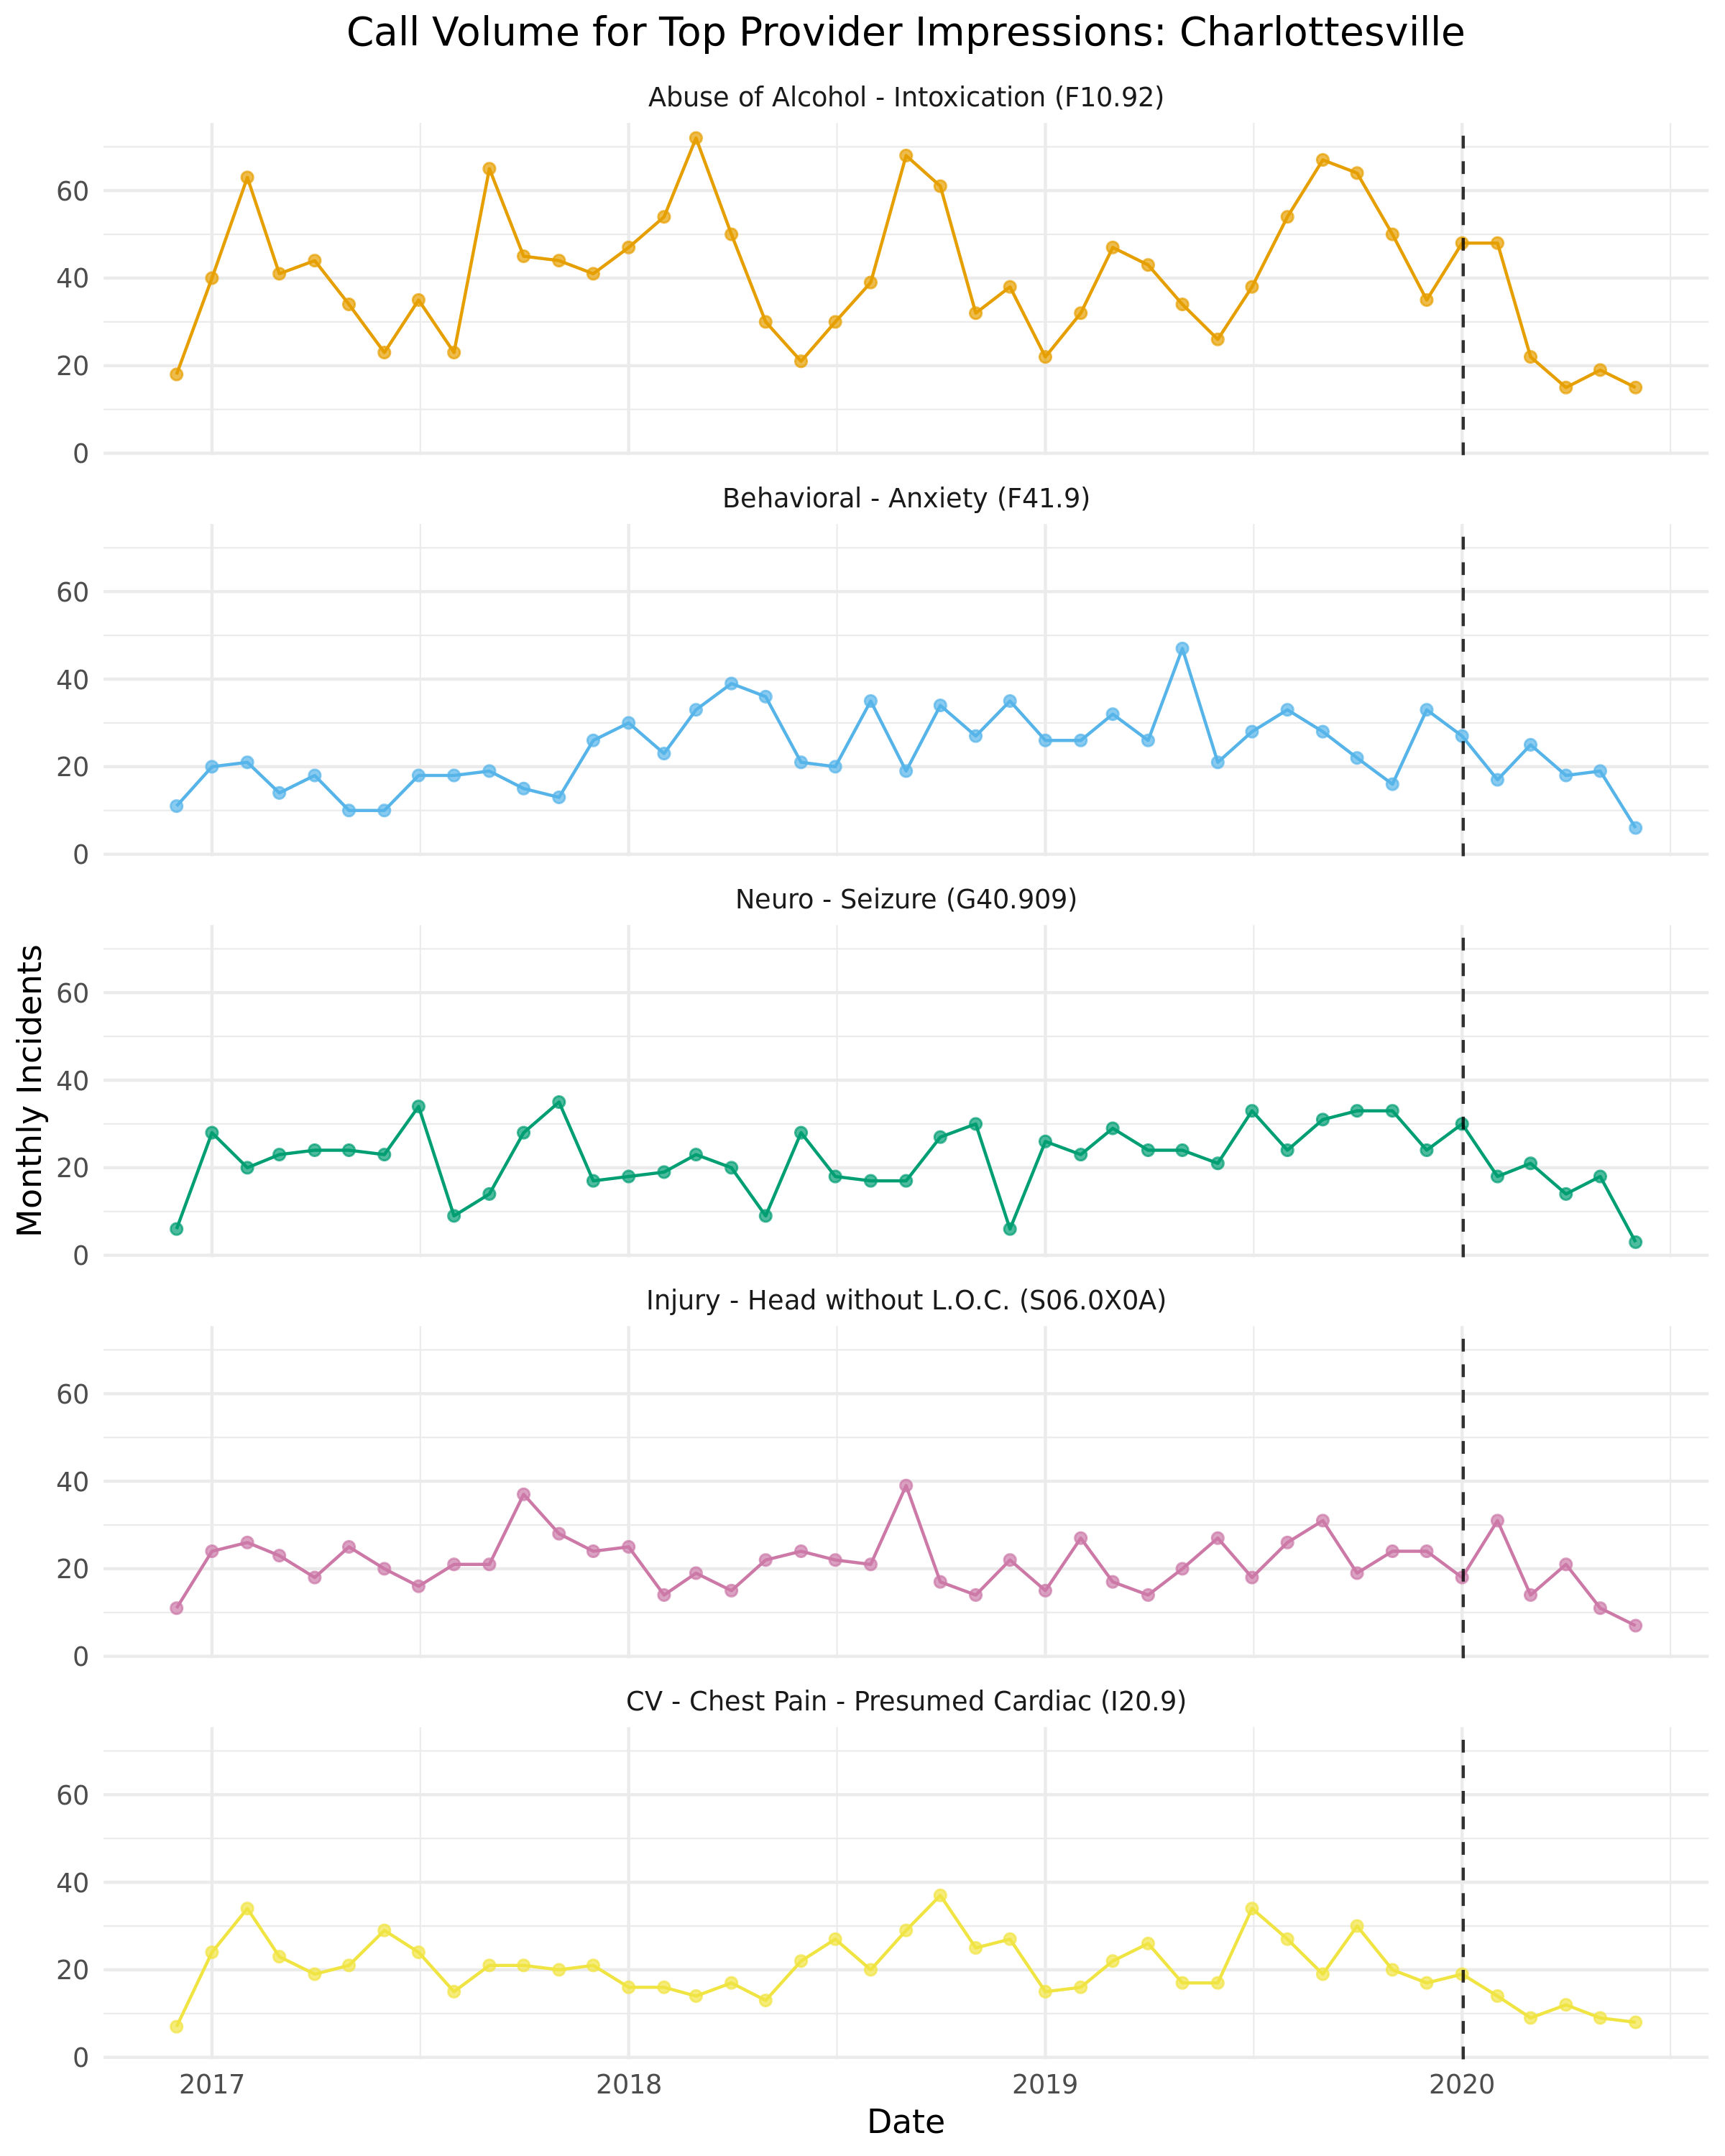 Call Volume for Top Provider Impressions: Charlottesville
Abuse of Alcohol - Intoxication (F10.92)
60
40
20
0
Behavioral - Anxiety (F41.9)
60
40
20
0
Neuro - Seizure (G40.909)
60
40
20
0
Monthly Incidents
Injury - Head without L.O.C. (S06.0X0A)
60
40
20
0
CV - Chest Pain - Presumed Cardiac (I20.9)
60
40
20
0
2017 2018 2019 2020
Date